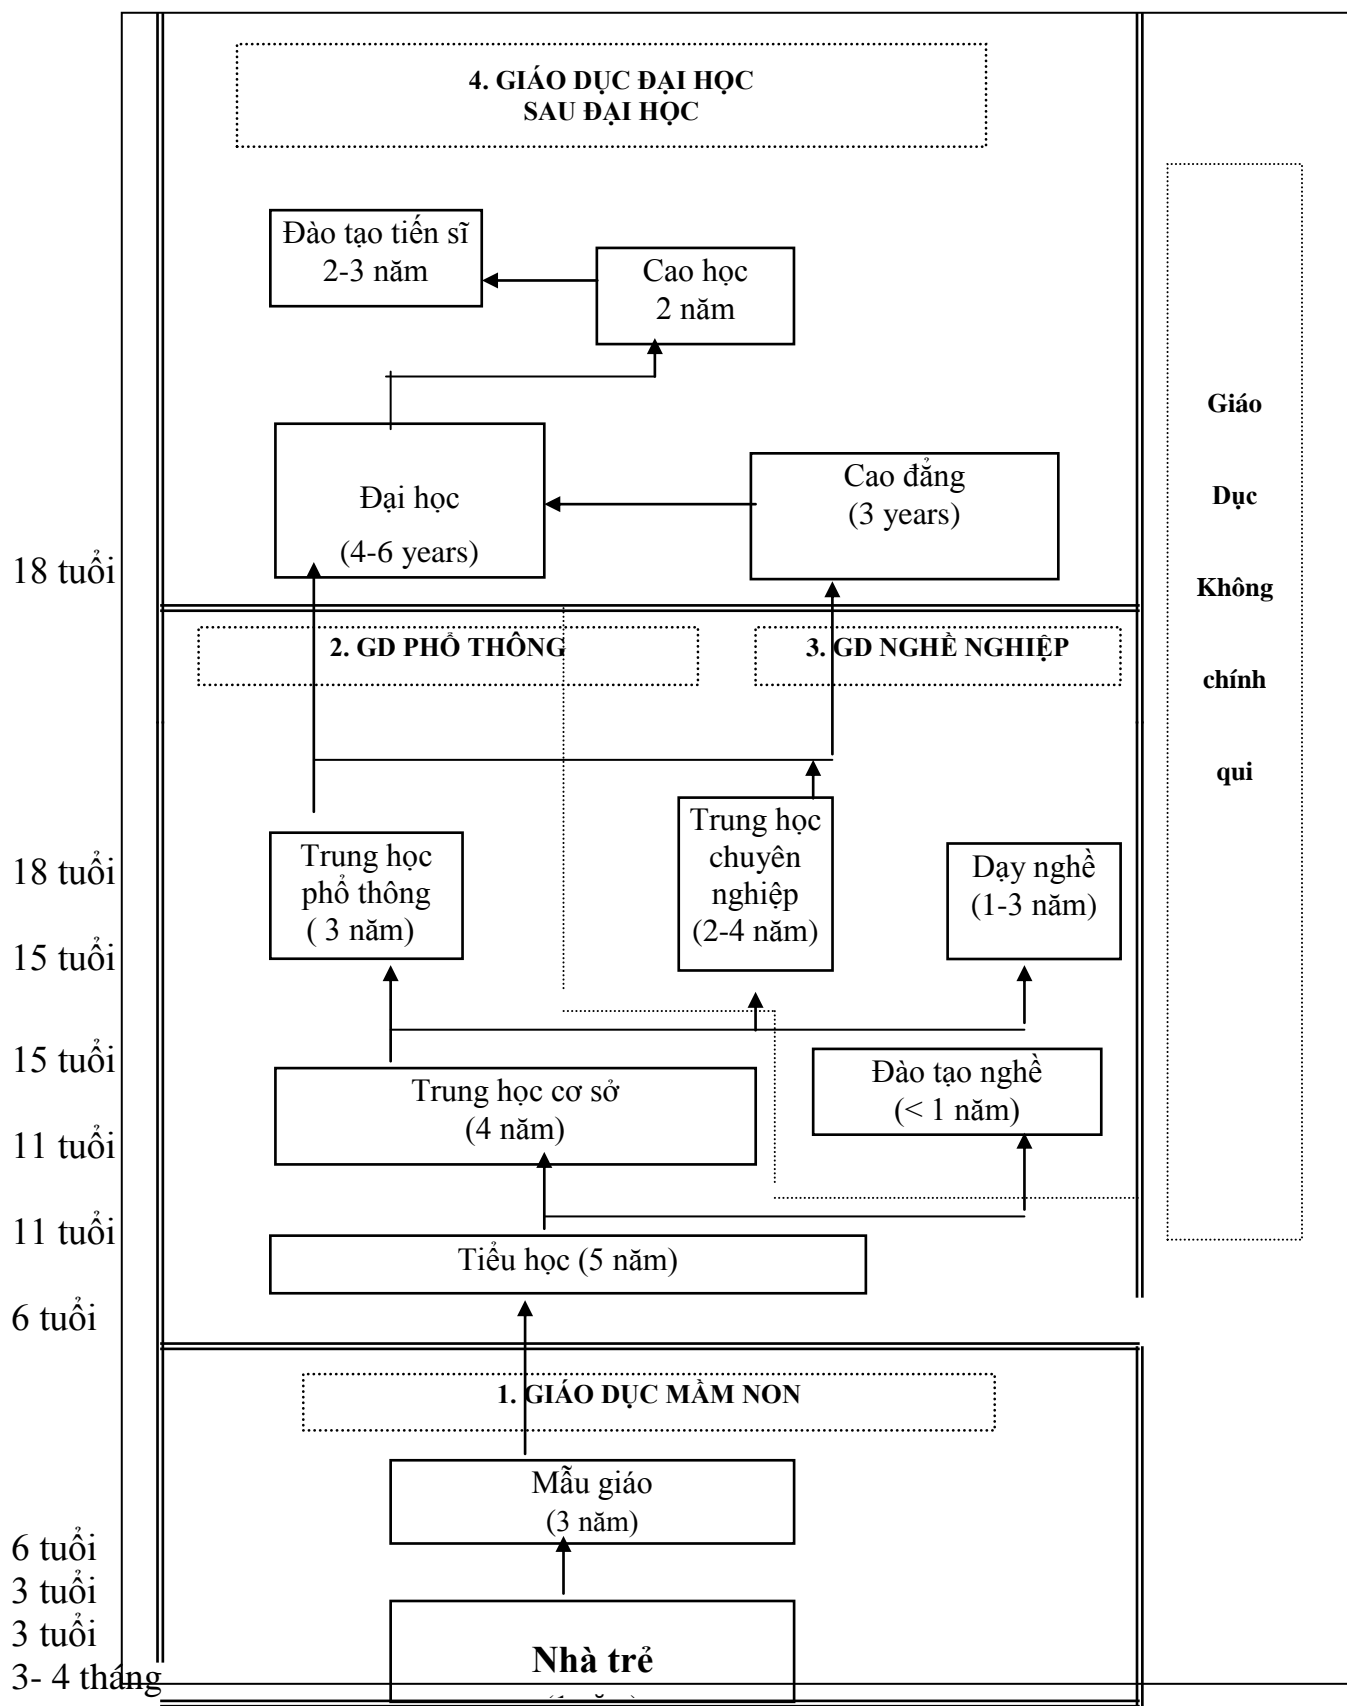 4. GIÁO DỤC ĐẠI HỌC
SAU ĐẠI HỌC
Đào tạo tiến sĩ
2-3 năm
Cao học
2 năm
Đại học
(4-6 years)
Cao đẳng
(3 years)
18 tuổi
2. GD PHỔ THÔNG
3. GD NGHỀ NGHIỆP
Giáo
Dục
Không
chính
qui
Trung học
phổ thông
( 3 năm)
Trung học
chuyên
nghiệp
(2-4 năm)
Dạy nghề
(1-3 năm)
18 tuổi
15 tuổi
15 tuổi
Trung học cơ sở
(4 năm)
Đào tạo nghề
(< 1 năm)
11 tuổi
11 tuổi
Tiểu học (5 năm)
6 tuổi
1. GIÁO DỤC MẦM NON
Mẫu giáo
(3 năm)
6 tuổi
3 tuổi
3 tuổi
Nhà trẻ
3- 4 tháng